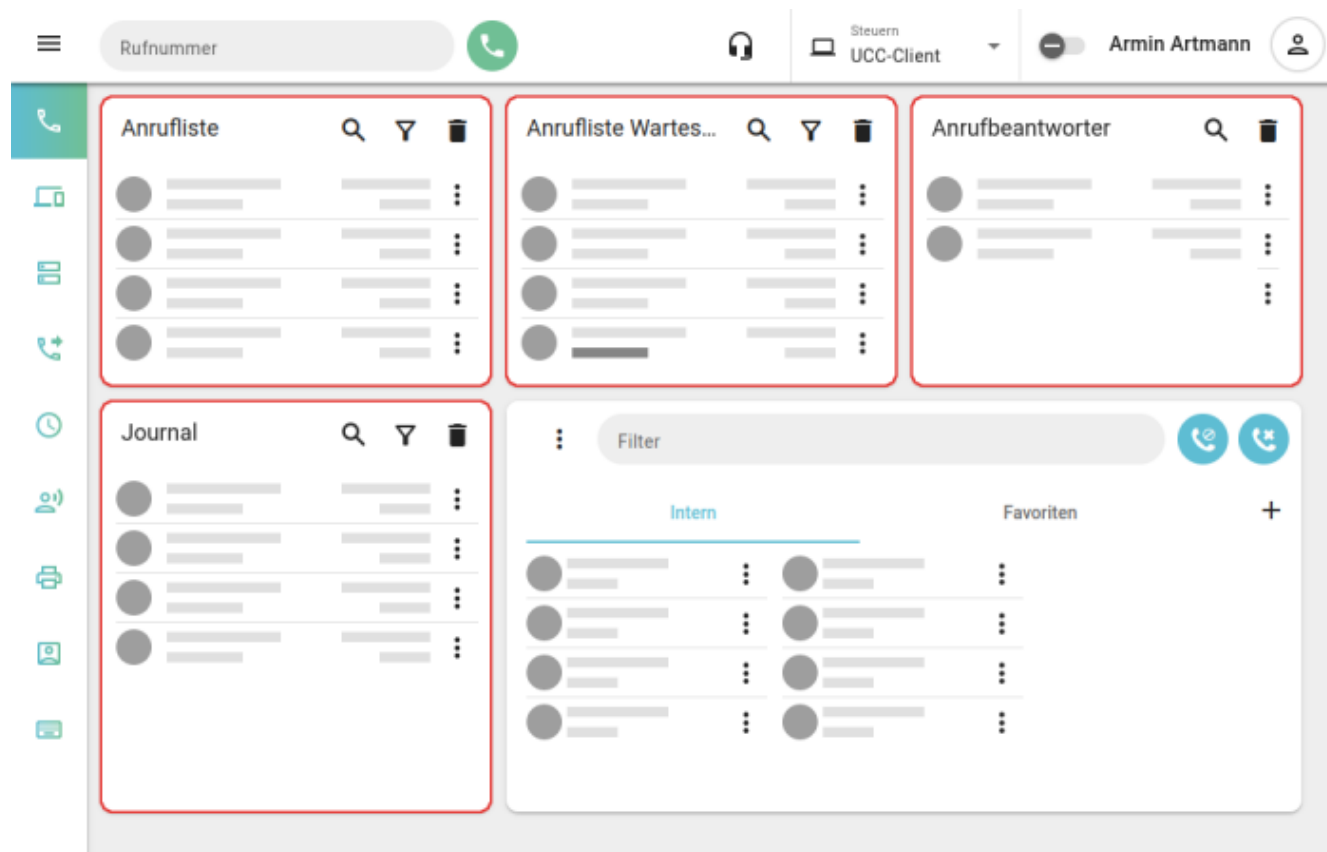 Rufnummer
Steuern
UCC-Client
Armin Artmann
Anrufliste
Anrufliste Wartes...
Anrufbeantworter
Journal
Filter
Intern
Favoriten